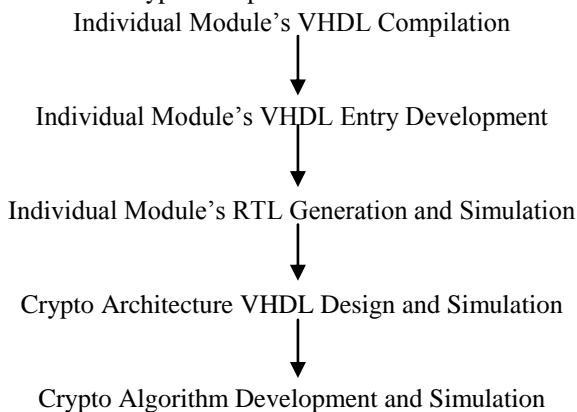 Individual Module's VHDL Compilation
Individual Module's VHDL Entry Development
Individual Module's RTL Generation and Simulation
Crypto Architecture VHDL Design and Simulation
Crypto Algorithm Development and Simulation